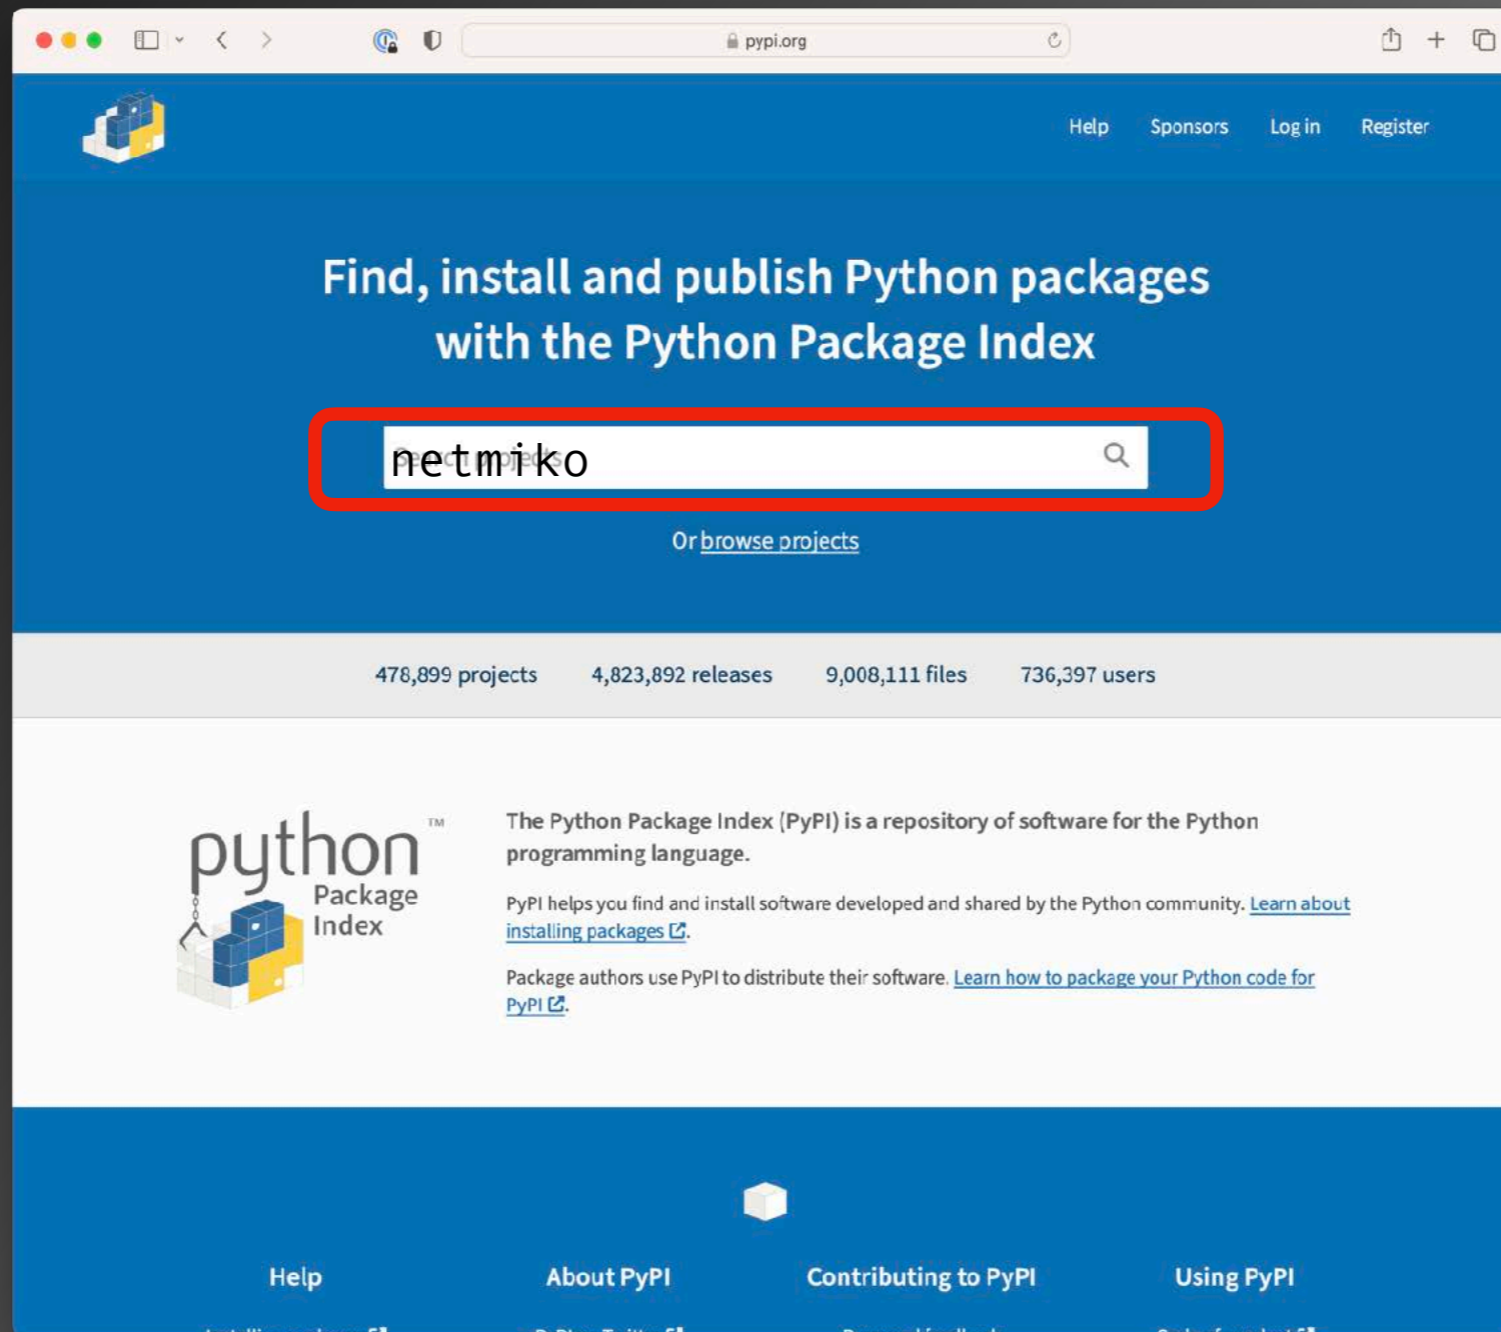 pypi.org
Help Sponsors Log in Register
Find, install and publish Python packages
with the Python Package Index
Search projects
netmiko
Or browse projects
478,899 projects 4,823,892 releases 9,008,111 files 736,397 users
python™
Package
Index
The Python Package Index (PyPI) is a repository of software for the Python
programming language.
PyPI helps you find and install software developed and shared by the Python community. Learn about
installing packages.
Package authors use PyPI to distribute their software. Learn how to package your Python code for
PyPI.
Help About PyPI Contributing to PyPI Using PyPI